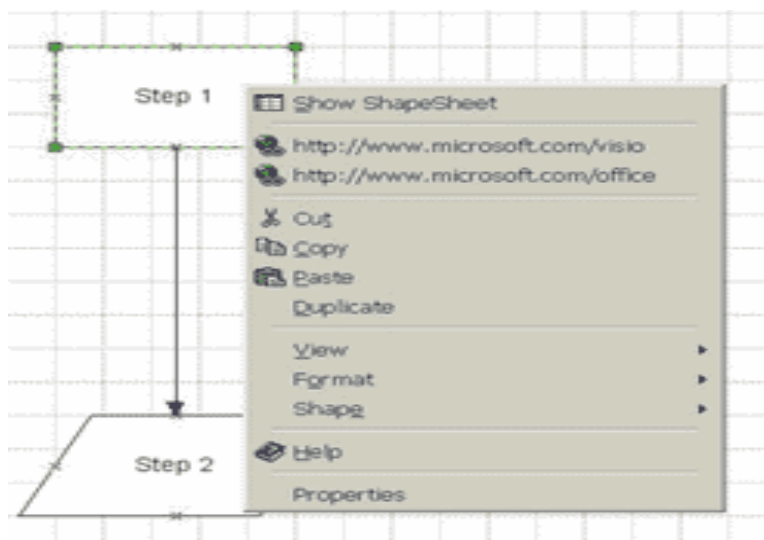 Step 1
Show ShapeSheet
http://www.microsoft.com/visio
http://www.microsoft.com/office
Cut
Copy
Paste
Duplicate
View
Format
Shape
Help
Properties
Step 2